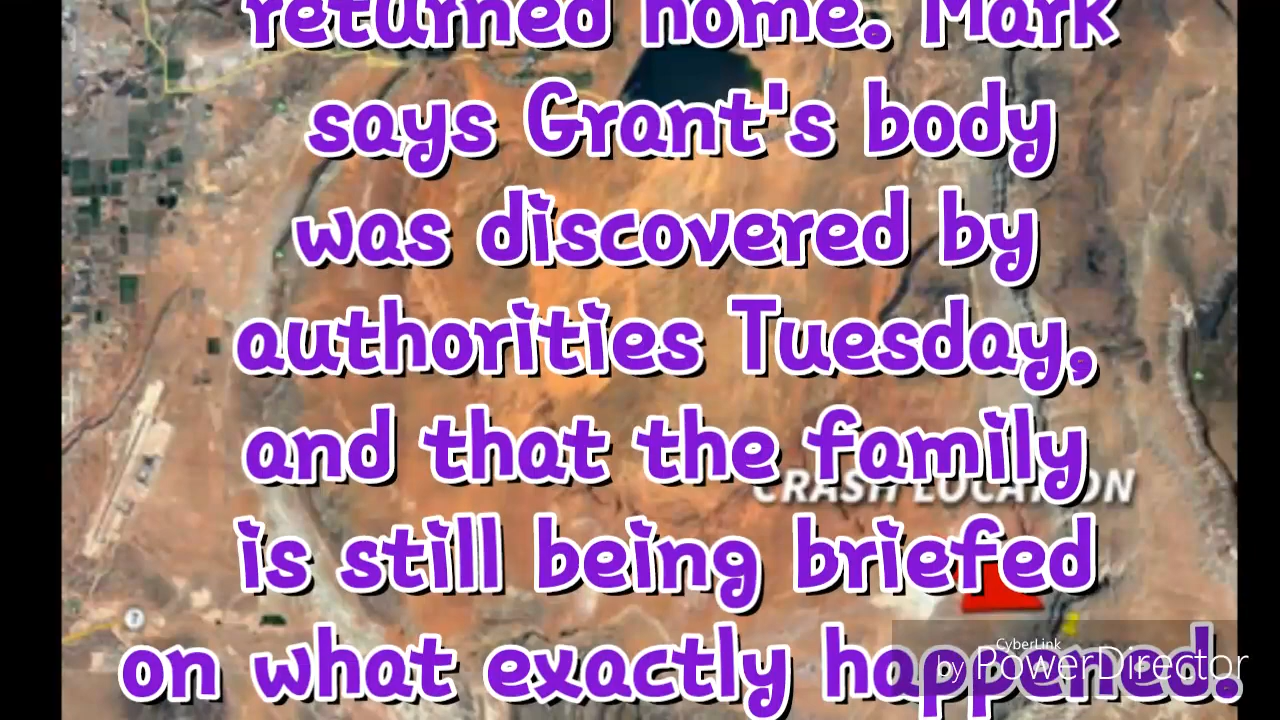 returned home. Mark
says Grant's body
was discovered by
authorities Tuesday,
and that the family
CRASH LOCATION
is still being briefed
on what exactly happened.
CyberLink
by PowerDirector
?